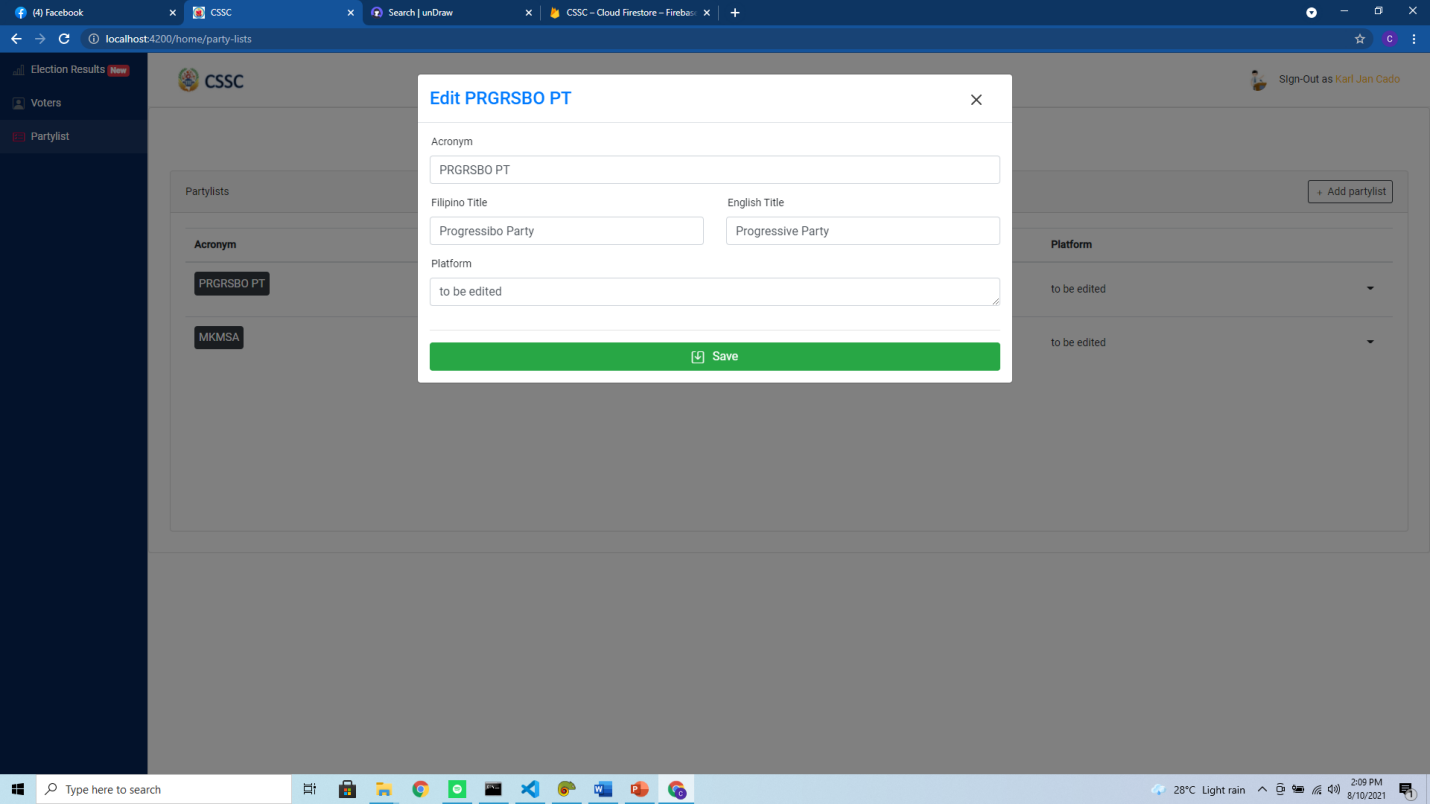 (4) Facebook
CSSC
Search | unDraw
CSSC – Cloud Firestore – Firebase
localhost:4200/home/party-lists
C
Election Results New
Voters
Partylist
CSSC
Sign-Out as Karl Jan Cado
Edit PRGRSBO PT
Acronym
PRGRSBO PT
Filipino Title
English Title
Progressibo Party
Progressive Party
Platform
to be edited
Save
Partylists
+ Add partylist
Acronym
Platform
PRGRSBO PT
to be edited
MKMSA
to be edited
Type here to search
28°C Light rain
2:09 PM
8/10/2021
1